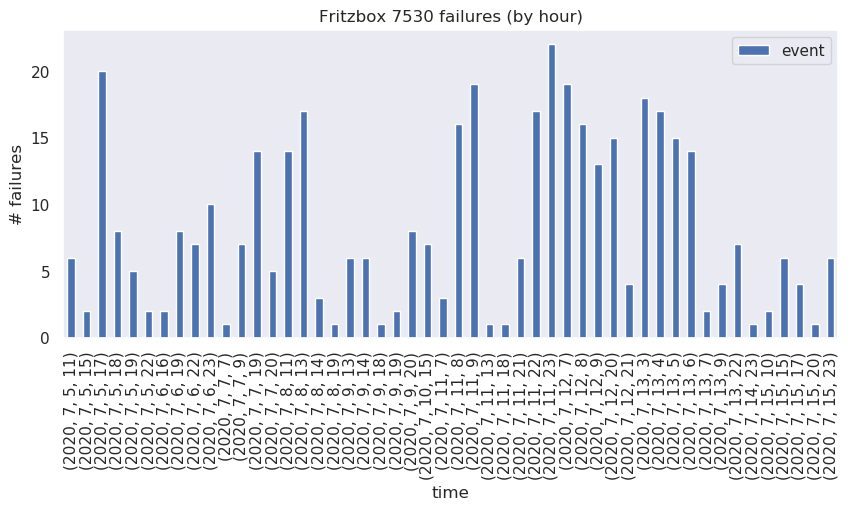 Fritzbox 7530 failures (by hour)
event
# failures
20
15
10
5
0
(2020, 7, 5, 11)
(2020, 7, 5, 15)
(2020, 7, 5, 17)
(2020, 7, 5, 18)
(2020, 7, 5, 19)
(2020, 7, 5, 22)
(2020, 7, 6, 16)
(2020, 7, 6, 19)
(2020, 7, 6, 22)
(2020, 7, 6, 23)
(2020, 7, 7, 7)
(2020, 7, 7, 9)
(2020, 7, 7, 19)
(2020, 7, 7, 20)
(2020, 7, 8, 11)
(2020, 7, 8, 13)
(2020, 7, 8, 14)
(2020, 7, 8, 19)
(2020, 7, 9, 13)
(2020, 7, 9, 14)
(2020, 7, 9, 18)
(2020, 7, 9, 19)
(2020, 7, 9, 20)
(2020, 7, 10, 15)
(2020, 7, 11, 7)
(2020, 7, 11, 8)
(2020, 7, 11, 9)
(2020, 7, 11, 13)
(2020, 7, 11, 18)
(2020, 7, 11, 21)
(2020, 7, 11, 22)
(2020, 7, 11, 23)
(2020, 7, 12, 7)
(2020, 7, 12, 8)
(2020, 7, 12, 9)
(2020, 7, 12, 20)
(2020, 7, 12, 21)
(2020, 7, 13, 3)
(2020, 7, 13, 4)
(2020, 7, 13, 5)
(2020, 7, 13, 6)
(2020, 7, 13, 7)
(2020, 7, 13, 9)
(2020, 7, 13, 22)
(2020, 7, 14, 23)
(2020, 7, 15, 10)
(2020, 7, 15, 15)
(2020, 7, 15, 17)
(2020, 7, 15, 20)
(2020, 7, 15, 23)
time